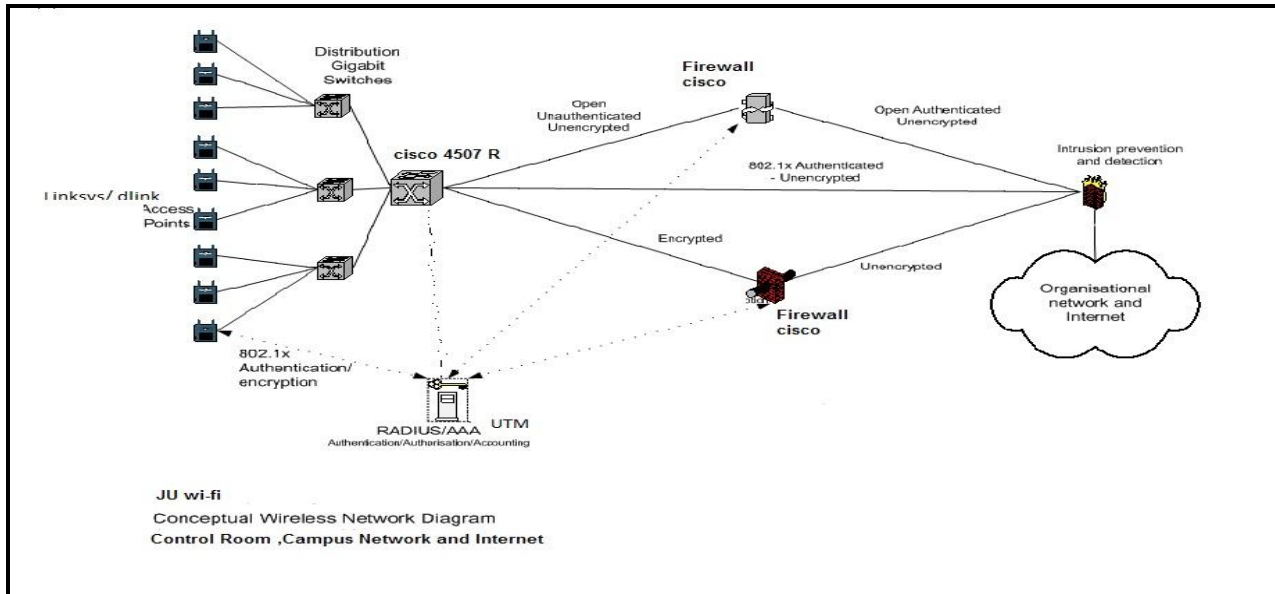 Distribution
Gigabit
Switches
Firewall
cisco
Open
Unauthenticated
Unencrypted
Open Authenticated
Unencrypted
cisco 4507 R
Intrusion prevention
and detection
802.1x Authenticated
- Unencrypted
Linksys/ dlink
Access
Points
Encrypted
Unencrypted
Organisational
network and
Internet
Firewall
cisco
802.1x
Authentication/
encryption
UTM
RADIUS/AAA
Authentication/Authorisation/Accounting
JU wi-fi
Conceptual Wireless Network Diagram
Control Room ,Campus Network and Internet